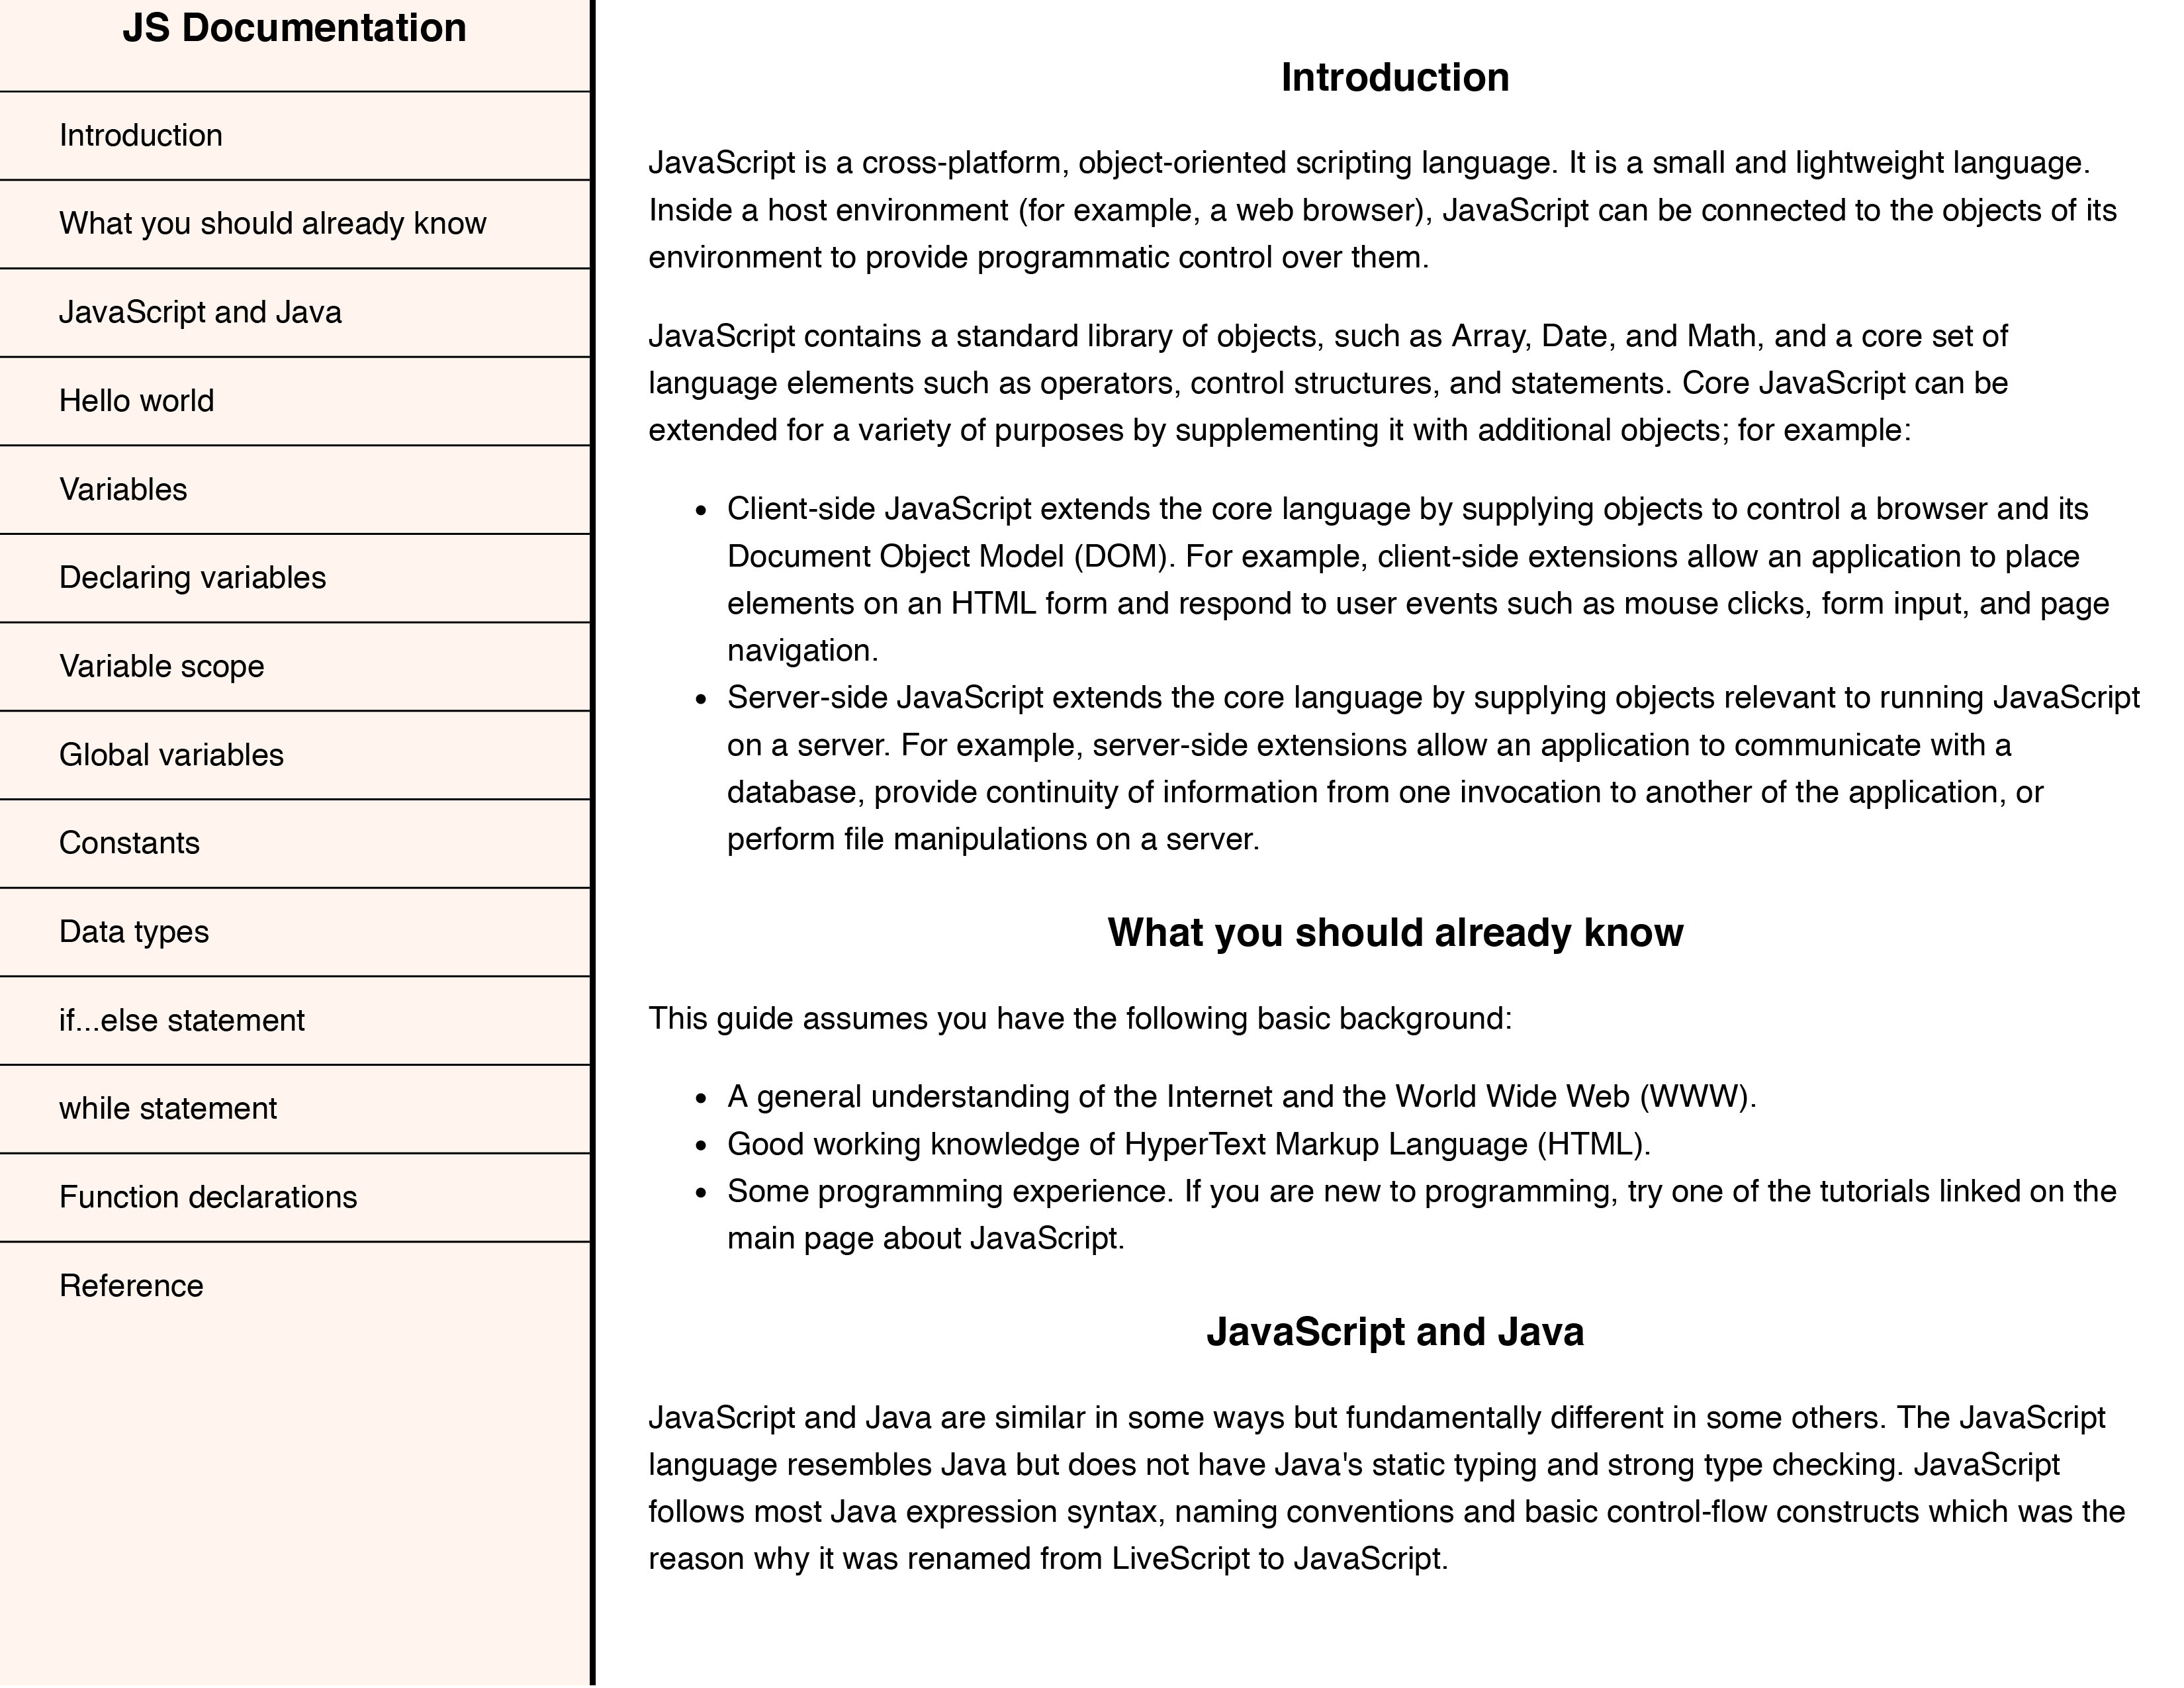 JS Documentation
Introduction
What you should already know
JavaScript and Java
Hello world
Variables
Declaring variables
Variable scope
Global variables
Constants
Data types
if...else statement
while statement
Function declarations
Reference
Introduction
JavaScript is a cross-platform, object-oriented scripting language. It is a small and lightweight language.
Inside a host environment (for example, a web browser), JavaScript can be connected to the objects of its
environment to provide programmatic control over them.
JavaScript contains a standard library of objects, such as Array, Date, and Math, and a core set of
language elements such as operators, control structures, and statements. Core JavaScript can be
extended for a variety of purposes by supplementing it with additional objects; for example:
• Client-side JavaScript extends the core language by supplying objects to control a browser and its
Document Object Model (DOM). For example, client-side extensions allow an application to place
elements on an HTML form and respond to user events such as mouse clicks, form input, and page
navigation.
• Server-side JavaScript extends the core language by supplying objects relevant to running JavaScript
on a server. For example, server-side extensions allow an application to communicate with a
database, provide continuity of information from one invocation to another of the application, or
perform file manipulations on a server.
What you should already know
This guide assumes you have the following basic background:
• A general understanding of the Internet and the World Wide Web (WWW).
• Good working knowledge of HyperText Markup Language (HTML).
• Some programming experience. If you are new to programming, try one of the tutorials linked on the
main page about JavaScript.
JavaScript and Java
JavaScript and Java are similar in some ways but fundamentally different in some others. The JavaScript
language resembles Java but does not have Java's static typing and strong type checking. JavaScript
follows most Java expression syntax, naming conventions and basic control-flow constructs which was the
reason why it was renamed from LiveScript to JavaScript.